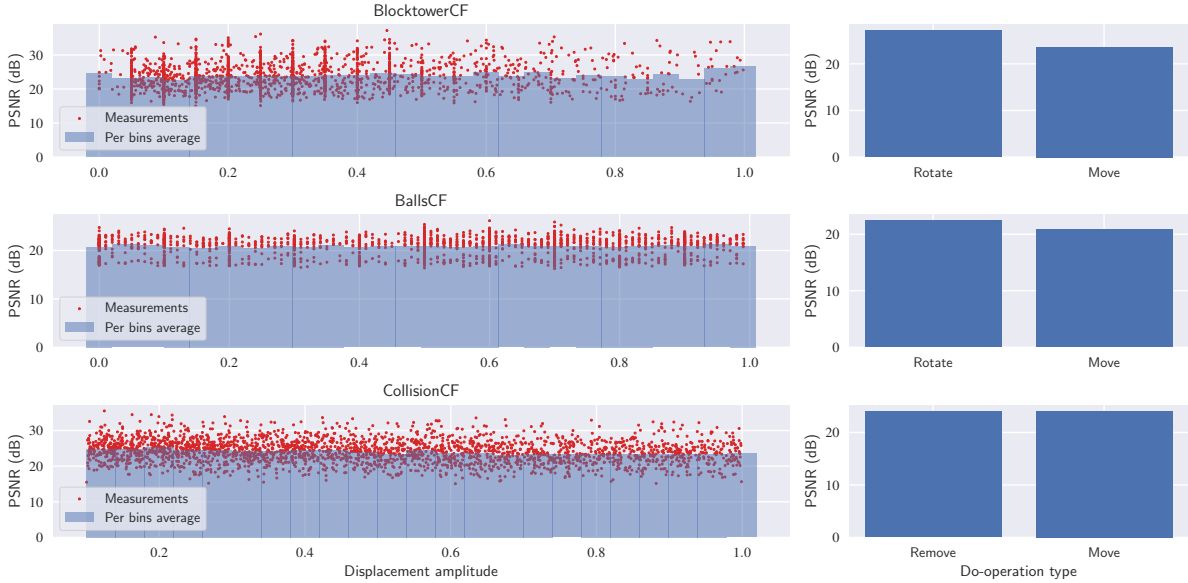 BlocktowerCF
PSNR (dB)
30
20
10
0
Measurements
Per bins average
0.0 0.2 0.4 0.6 0.8 1.0
PSNR (dB)
20
10
0
Rotate Move
BallsCF
PSNR (dB)
20
10
0
Measurements
Per bins average
0.0 0.2 0.4 0.6 0.8 1.0
PSNR (dB)
20
10
0
Rotate Move
CollisionCF
PSNR (dB)
30
20
10
0
Measurements
Per bins average
0.2 0.4 0.6 0.8 1.0
Displacement amplitude
PSNR (dB)
20
10
0
Remove Move
Do-operation type